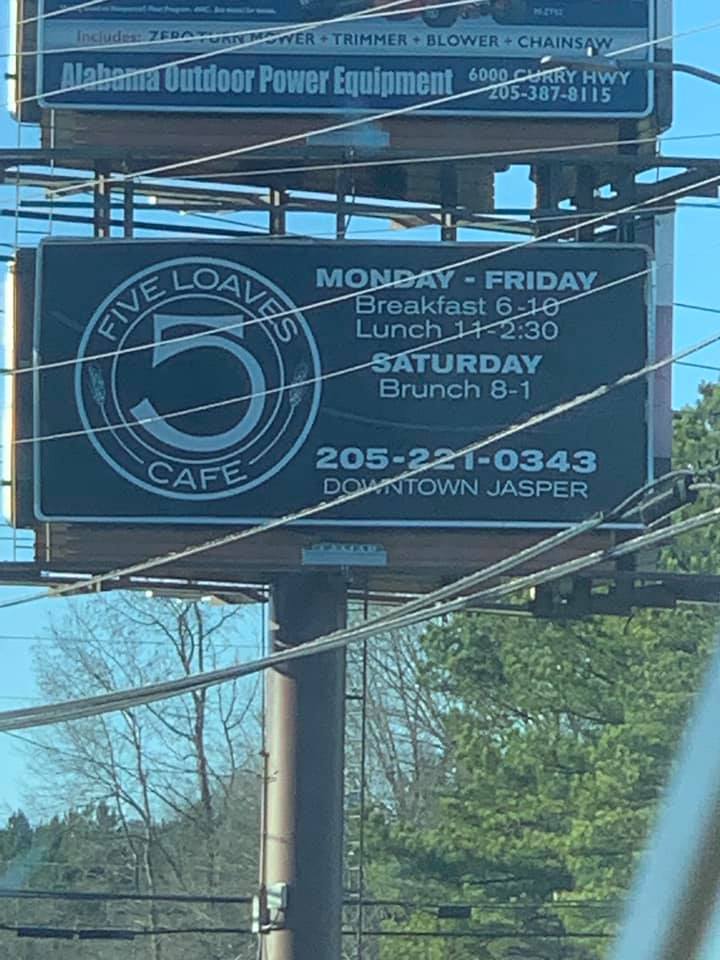 Includes: ZERO TURN MOWER + TRIMMER + BLOWER + CHAINSAW
Alabama Outdoor Power Equipment
6000 CURRY HWY
205-387-8115
FIVE LOAVES
5
CAFE
MONDAY - FRIDAY
Breakfast 6-10
Lunch 11-2:30
SATURDAY
Brunch 8-1
205-221-0343
DOWNTOWN JASPER